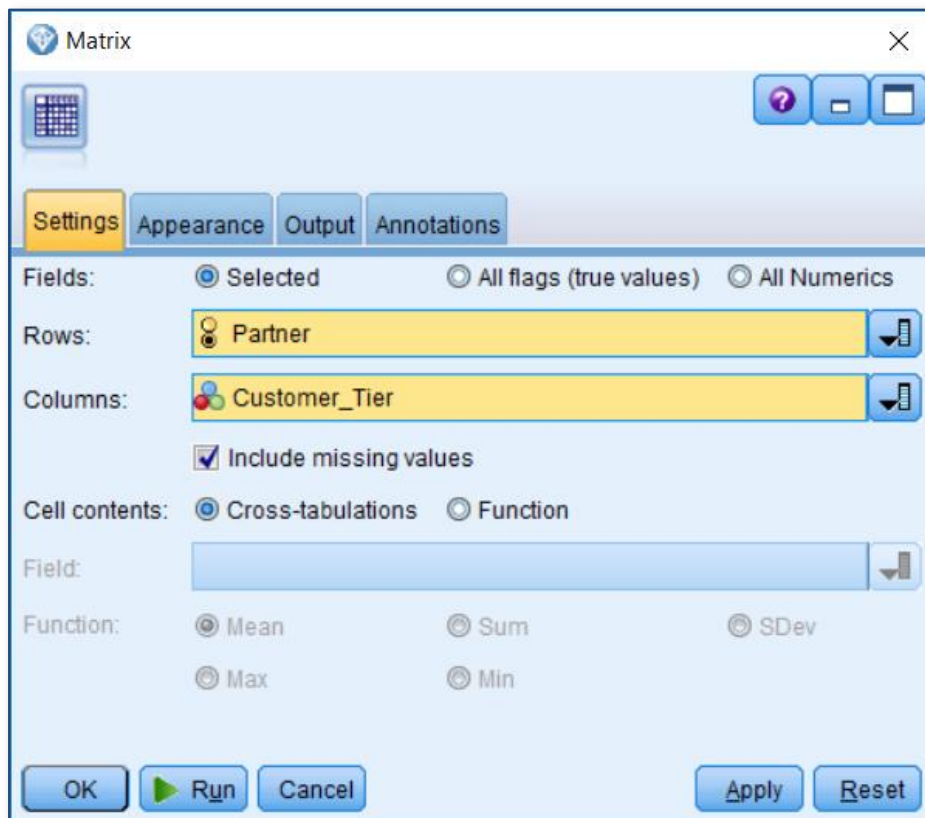 Matrix
?
Settings Appearance Output Annotations
Fields: Selected All flags (true values) All Numerics
Rows: Partner
Columns: Customer_Tier
Include missing values
Cell contents: Cross-tabulations Function
Field:
Function: Mean Sum SDev
Max Min
OK Run Cancel Apply Reset